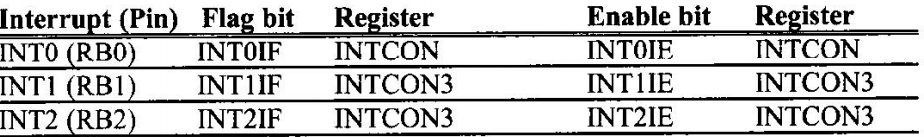 Interrupt (Pin) Flag bit Register Enable bit Register
INT0 (RB0) INT0IF INTCON INT0IE INTCON
INT1 (RB1) INT1IF INTCON3 INT1IE INTCON3
INT2 (RB2) INT2IF INTCON3 INT2IE INTCON3